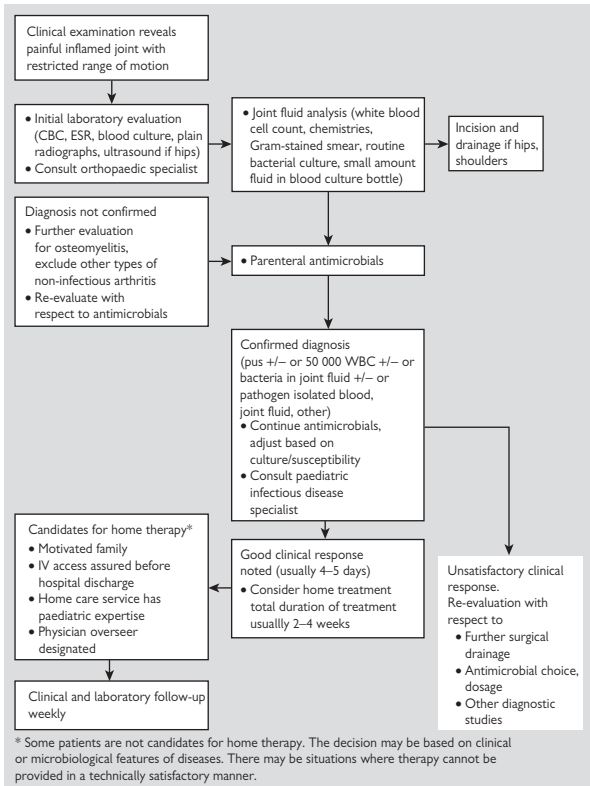 Clinical examination reveals
painful inflamed joint with
restricted range of motion
• Initial laboratory evaluation
(CBC, ESR, blood culture, plain
radiographs, ultrasound if hips)
• Consult orthopaedic specialist
• Joint fluid analysis (white blood
cell count, chemistries,
Gram-stained smear, routine
bacterial culture, small amount
fluid in blood culture bottle)
Incision and
drainage if hips,
shoulders
Diagnosis not confirmed
• Further evaluation
for osteomyelitis,
exclude other types of
non-infectious arthritis
• Re-evaluate with
respect to antimicrobials
• Parenteral antimicrobials
Confirmed diagnosis
(pus +/− or 50 000 WBC +/− or
bacteria in joint fluid +/− or
pathogen isolated blood,
joint fluid, other)
• Continue antimicrobials,
adjust based on
culture/susceptibility
• Consult paediatric
infectious disease
specialist
Good clinical response
noted (usually 4–5 days)
• Consider home treatment
total duration of treatment
usuallly 2–4 weeks
Candidates for home therapy*
• Motivated family
• IV access assured before
hospital discharge
• Home care service has
paediatric expertise
• Physician overseer
designated
Clinical and laboratory follow-up
weekly
Unsatisfactory clinical
response.
Re-evaluation with
respect to
• Further surgical
drainage
• Antimicrobial choice,
dosage
• Other diagnostic
studies
* Some patients are not candidates for home therapy. The decision may be based on clinical
or microbiological features of diseases. There may be situations where therapy cannot be
provided in a technically satisfactory manner.